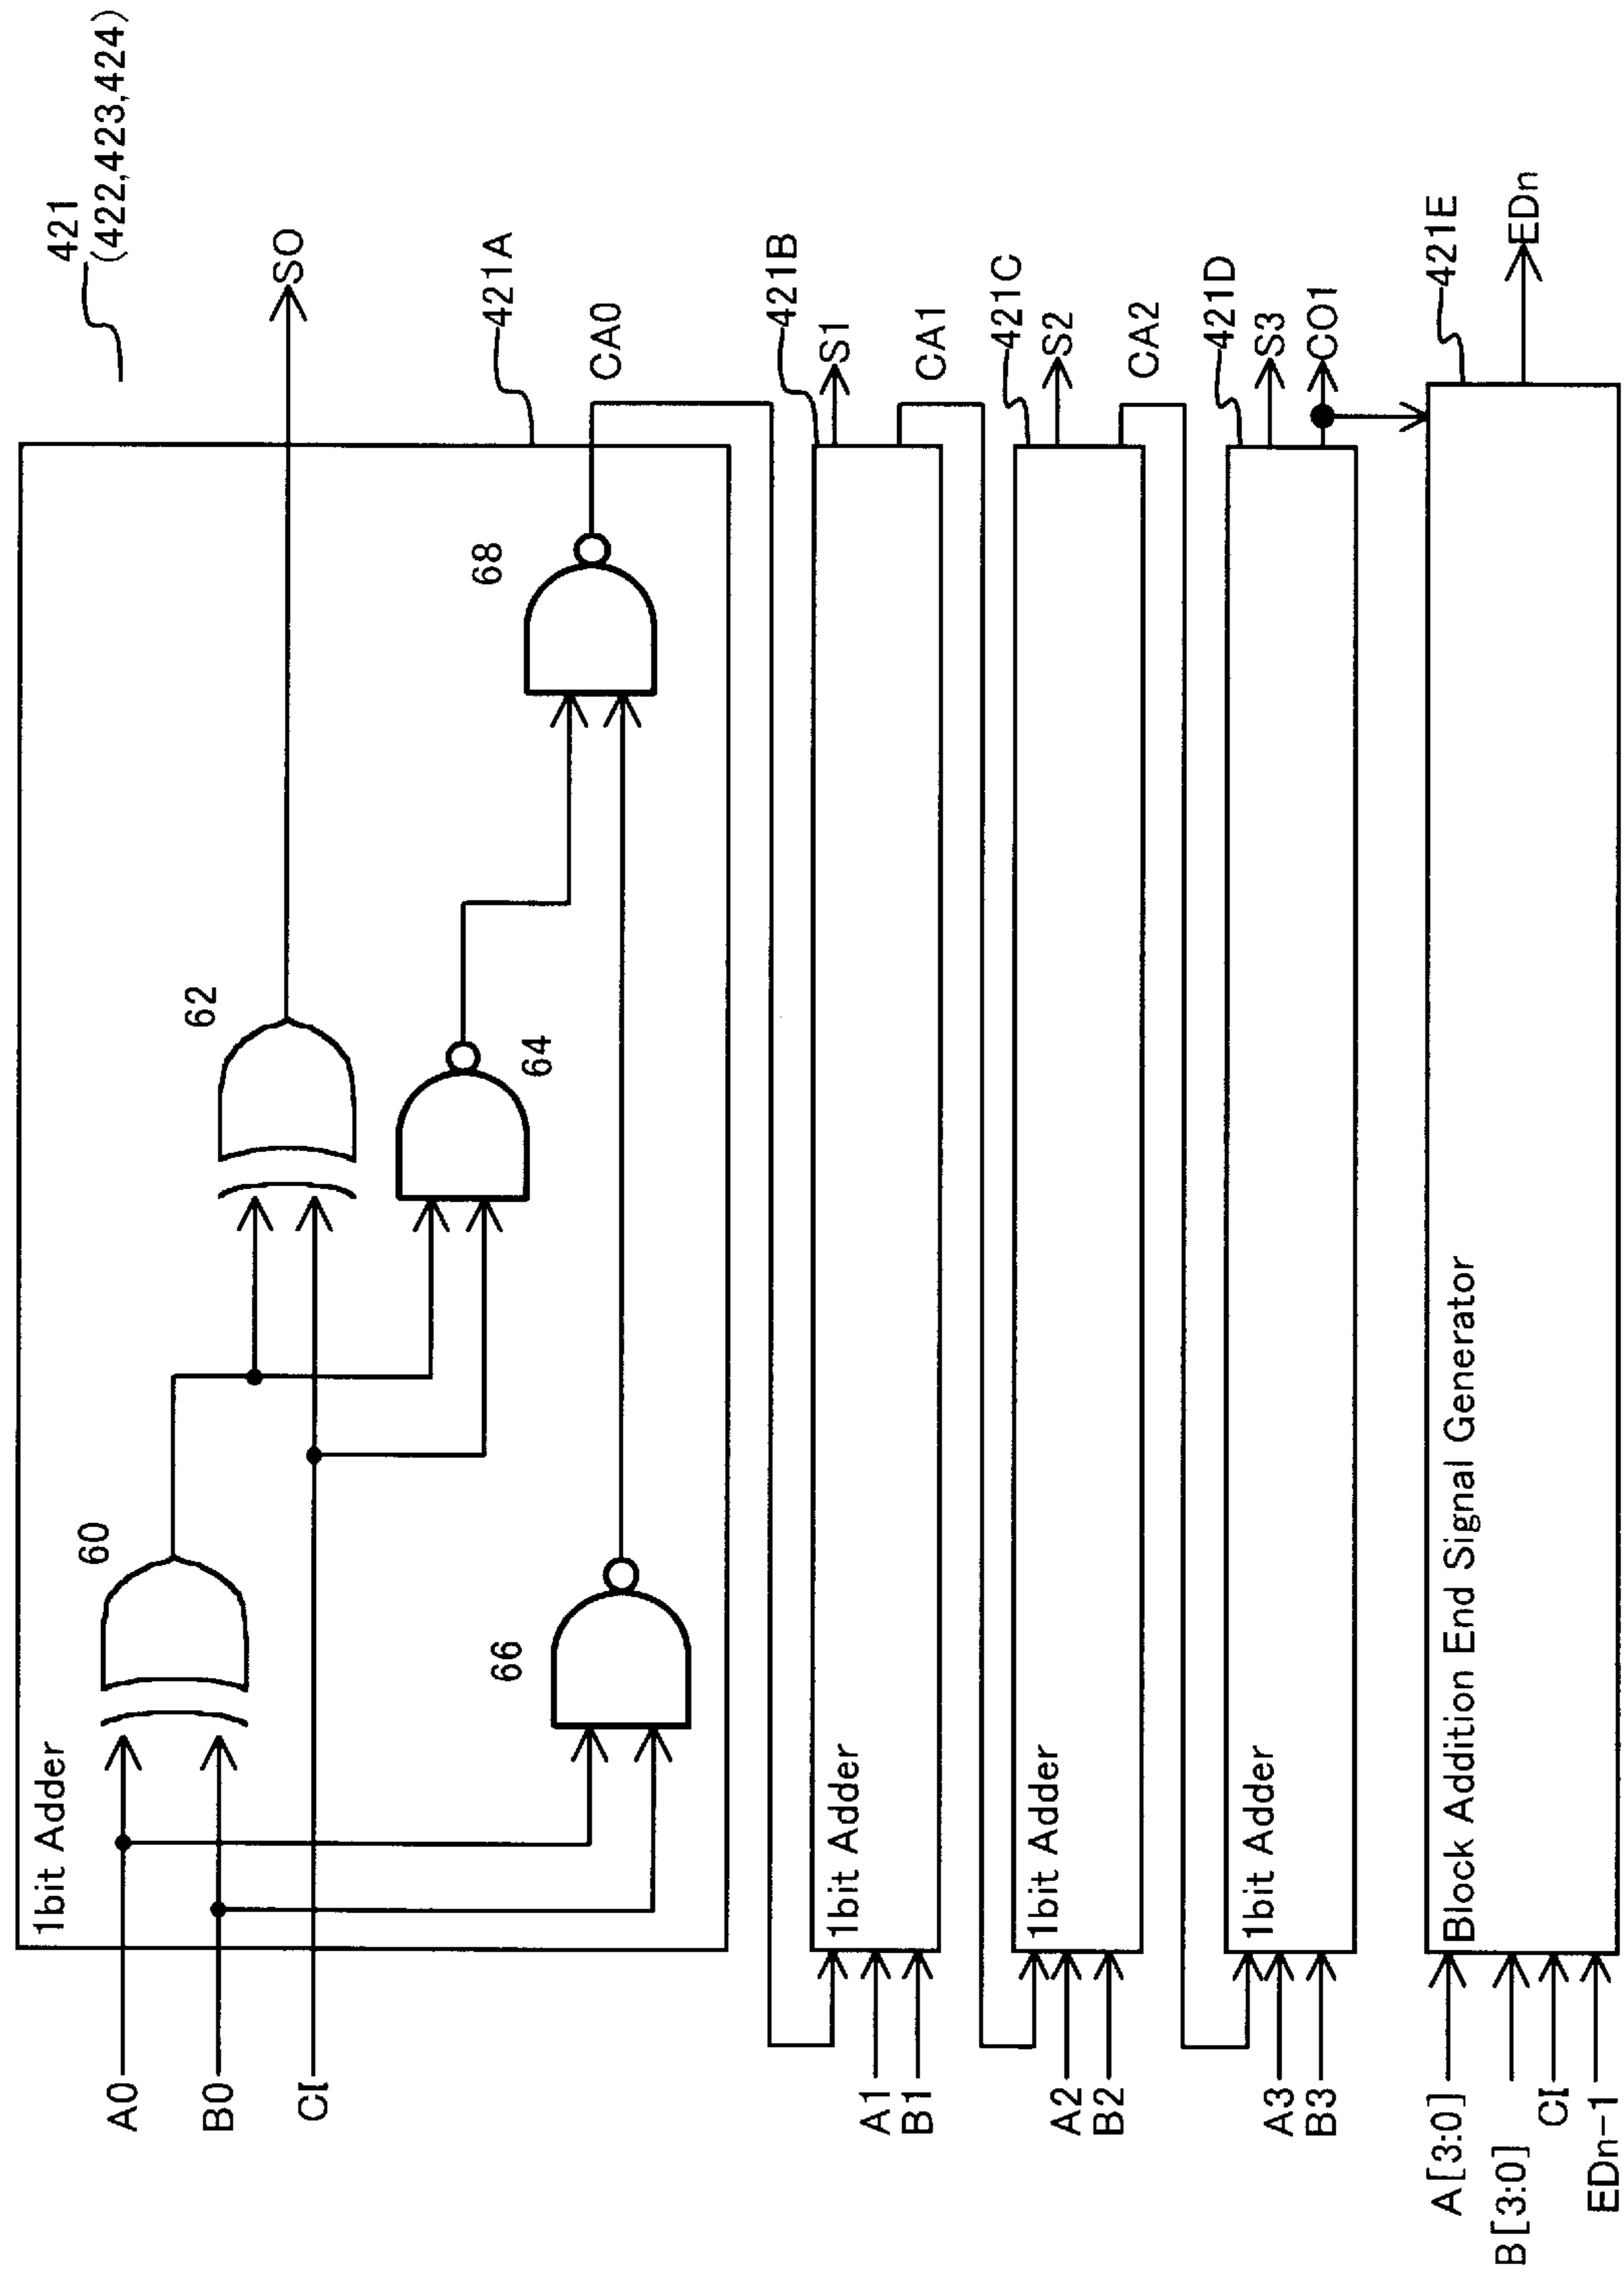 421
(422,423,424)
1bit Adder
A0
B0
CI
60
62
64
66
68
SO
421A
CA0
1bit Adder
A1
B1
421B
S1
CA1
1bit Adder
A2
B2
421C
S2
CA2
1bit Adder
A3
B3
421D
S3
CO1
Block Addition End Signal Generator
A[3:0]
B[3:0]
CI
EDn-1
421E
EDn